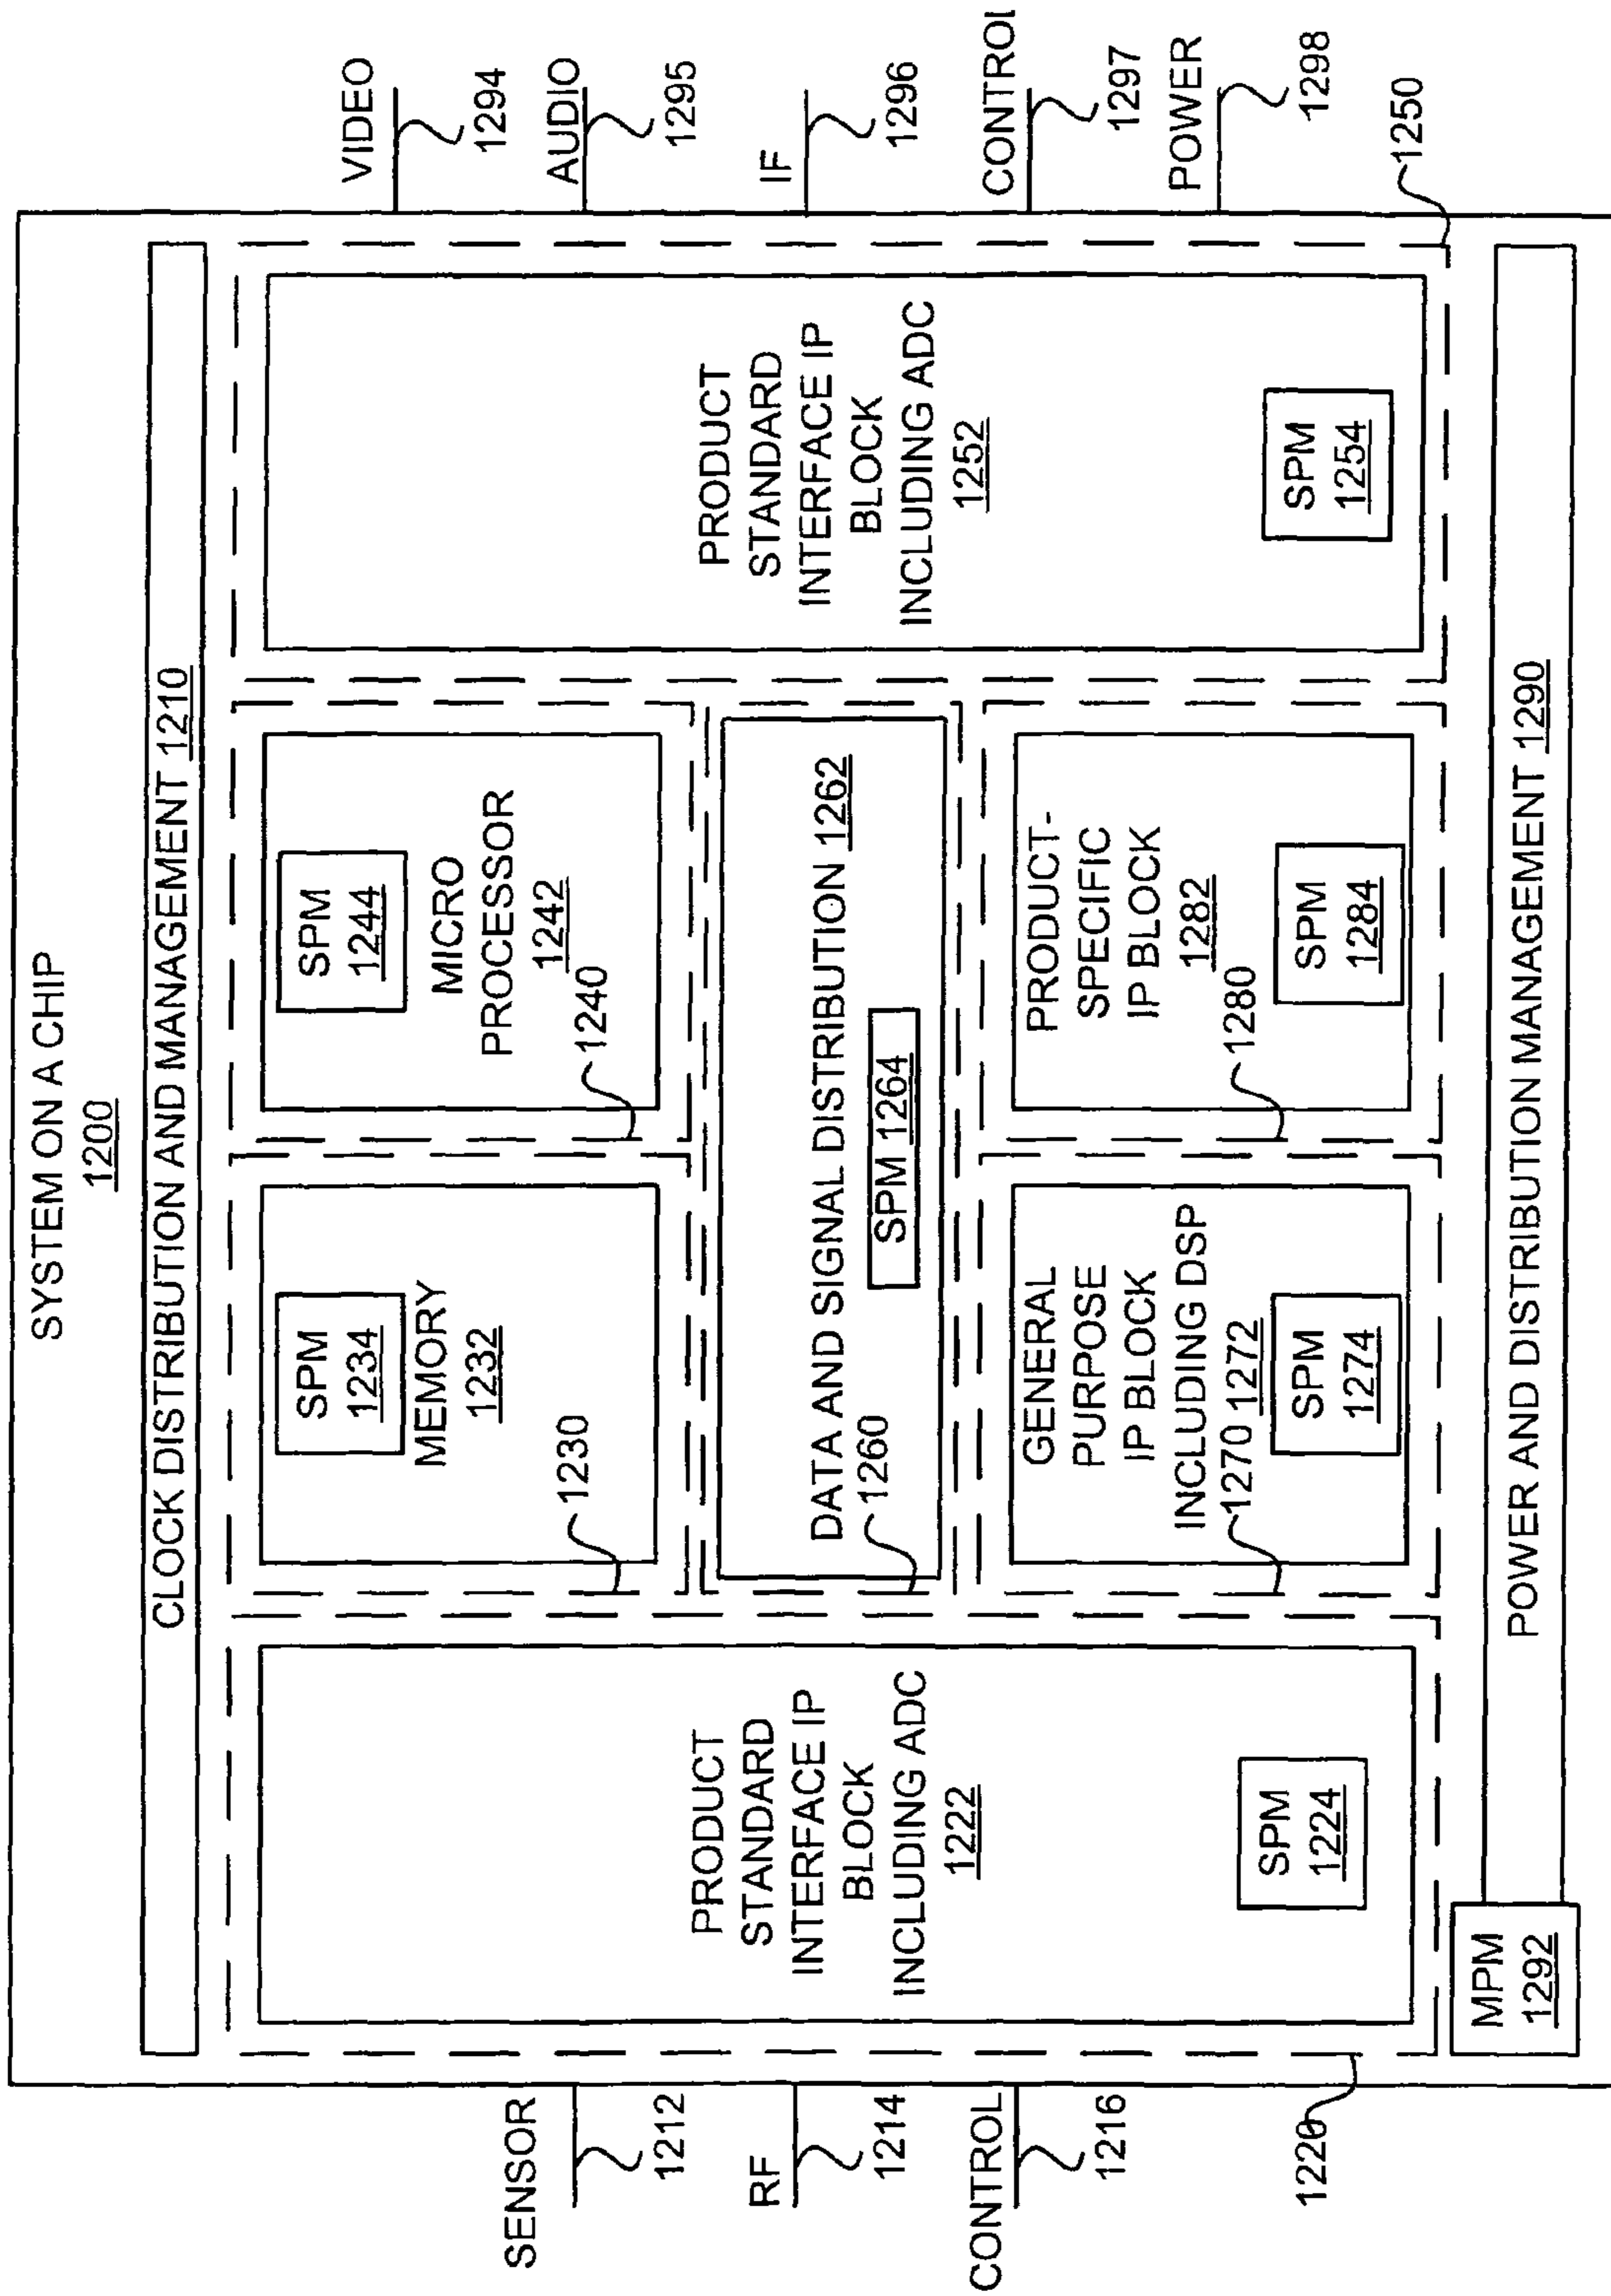 SYSTEM ON A CHIP
1200
CLOCK DISTRIBUTION AND MANAGEMENT 1210
SENSOR
1212
RF
1214
CONTROL
1216
1220
PRODUCT
STANDARD
INTERFACE IP
BLOCK
INCLUDING ADC
1222
SPM
1224
SPM
1234
MEMORY
1232
1230
SPM
1244
MICRO
PROCESSOR
1242
1240
DATA AND SIGNAL DISTRIBUTION 1262
SPM 1264
1260
GENERAL
PURPOSE
IP BLOCK
INCLUDING DSP
1270 1272
SPM
1274
PRODUCT-
SPECIFIC
IP BLOCK
1282
1280
SPM
1284
PRODUCT
STANDARD
INTERFACE IP
BLOCK
INCLUDING ADC
1252
SPM
1254
VIDEO
1294
AUDIO
1295
IF
1296
CONTROL
1297
POWER
1298
1250
MPM
1292
POWER AND DISTRIBUTION MANAGEMENT 1290